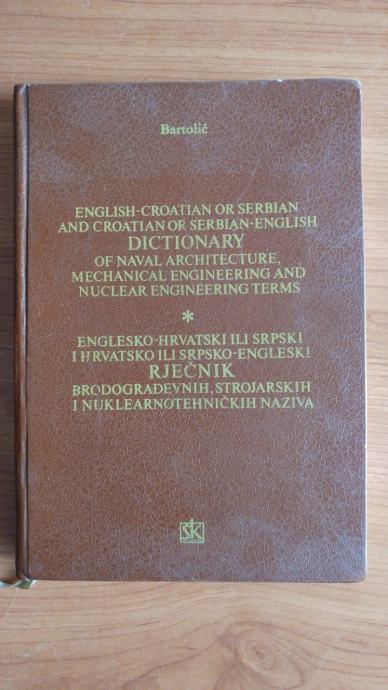 Bartolić
ENGLISH-CROATIAN OR SERBIAN
AND CROATIAN OR SERBIAN-ENGLISH
DICTIONARY
OF NAVAL ARCHITECTURE,
MECHANICAL ENGINEERING AND
NUCLEAR ENGINEERING TERMS
*
ENGLESKO-HRVATSKI ILI SRPSKI
I HRVATSKO ILI SRPSKO-ENGLESKI
RJEČNIK
BRODOGRAĐEVNIH, STROJARSKIH
I NUKLEARNOTEHNIČKIH NAZIVA
ŠK